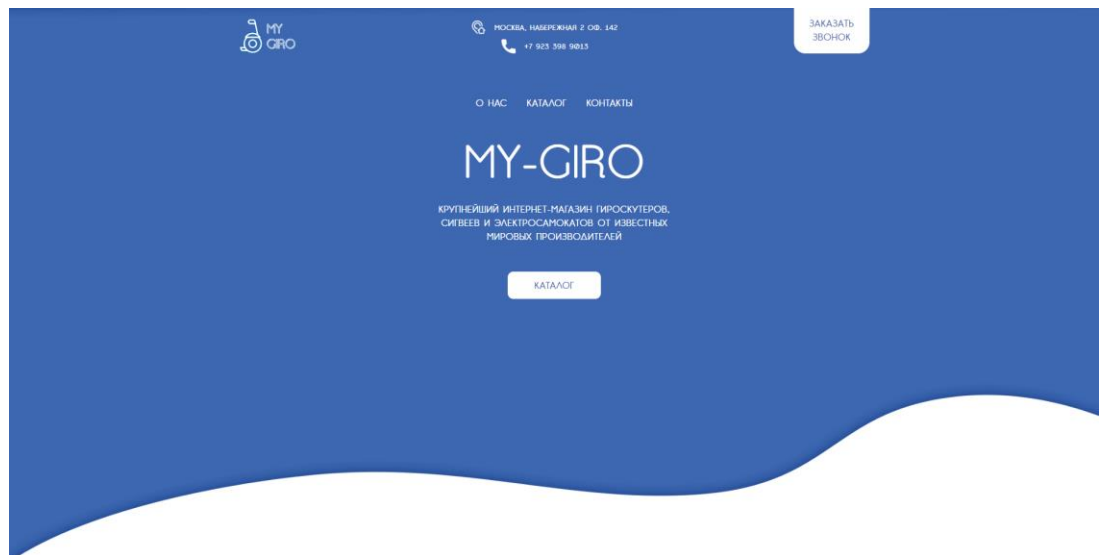 MY
GIRO
МОСКВА, НАБЕРЕЖНАЯ 2 ОФ. 142
+7 923 398 9013
ЗАКАЗАТЬ
ЗВОНОК
О НАС КАТАЛОГ КОНТАКТЫ
MY-GIRO
КРУПНЕЙШИЙ ИНТЕРНЕТ-МАГАЗИН ГИРОСКУТЕРОВ,
СИГВЕЕВ И ЭЛЕКТРОСАМОКАТОВ ОТ ИЗВЕСТНЫХ
МИРОВЫХ ПРОИЗВОДИТЕЛЕЙ
КАТАЛОГ